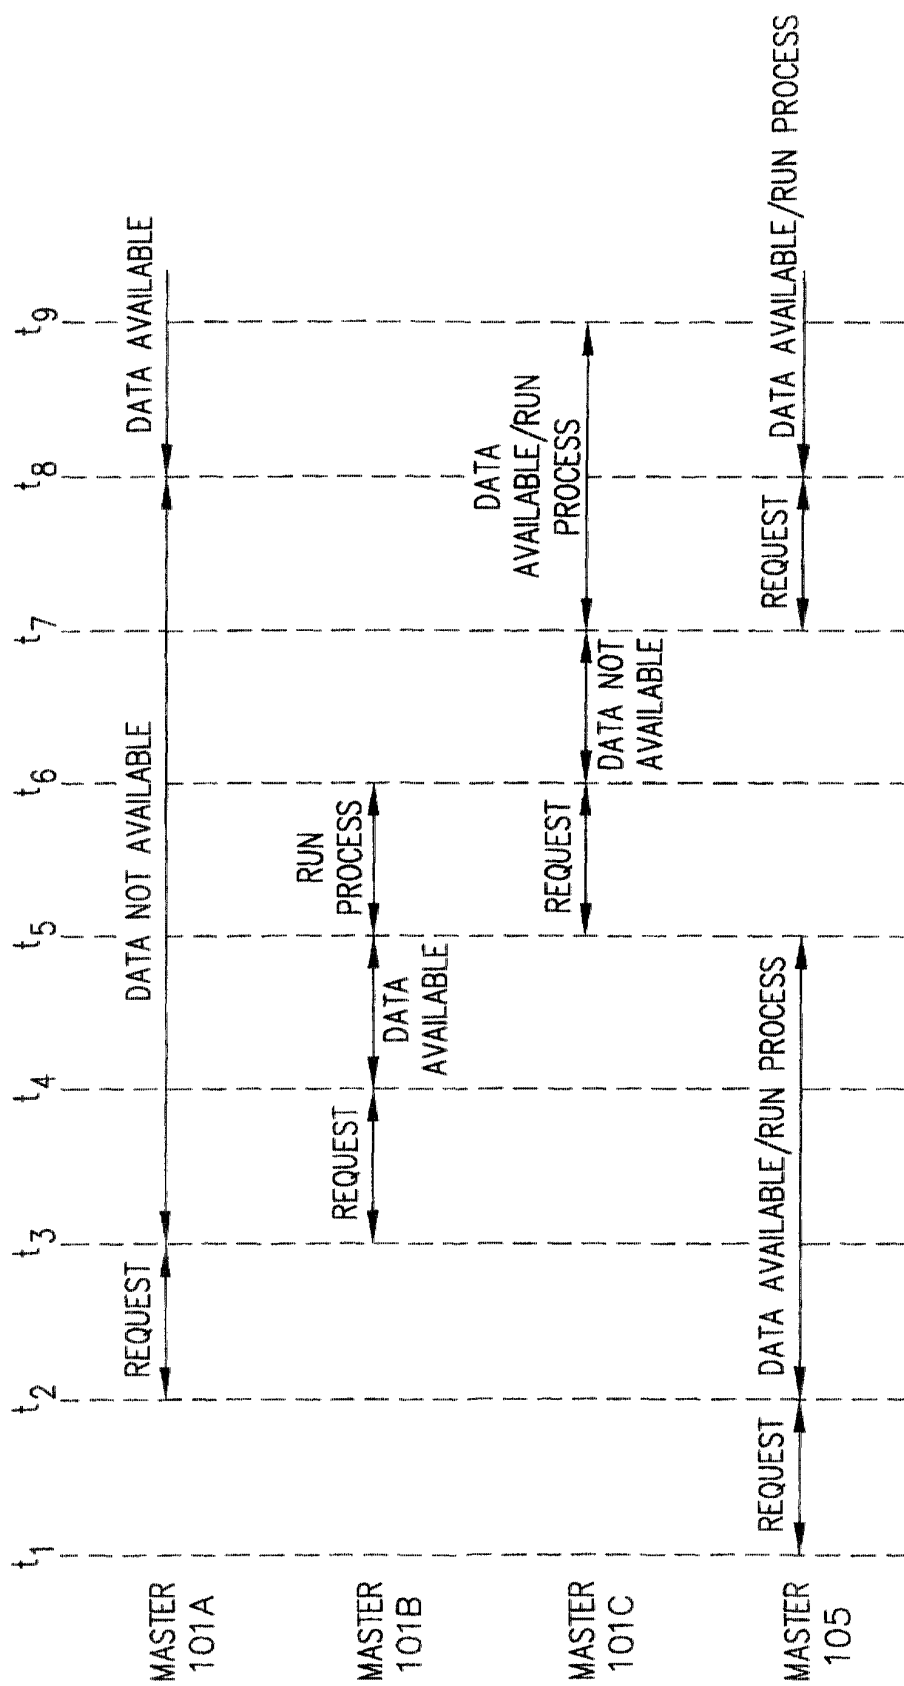 t1 t2 t3 t4 t5 t6 t7 t8 t9
MASTER
101A
REQUEST
DATA NOT AVAILABLE
DATA AVAILABLE
MASTER
101B
REQUEST
DATA
AVAILABLE
RUN
PROCESS
MASTER
101C
REQUEST
DATA NOT
AVAILABLE
DATA
AVAILABLE/RUN
PROCESS
MASTER
105
REQUEST
DATA AVAILABLE/RUN PROCESS
REQUEST
DATA AVAILABLE/RUN PROCESS